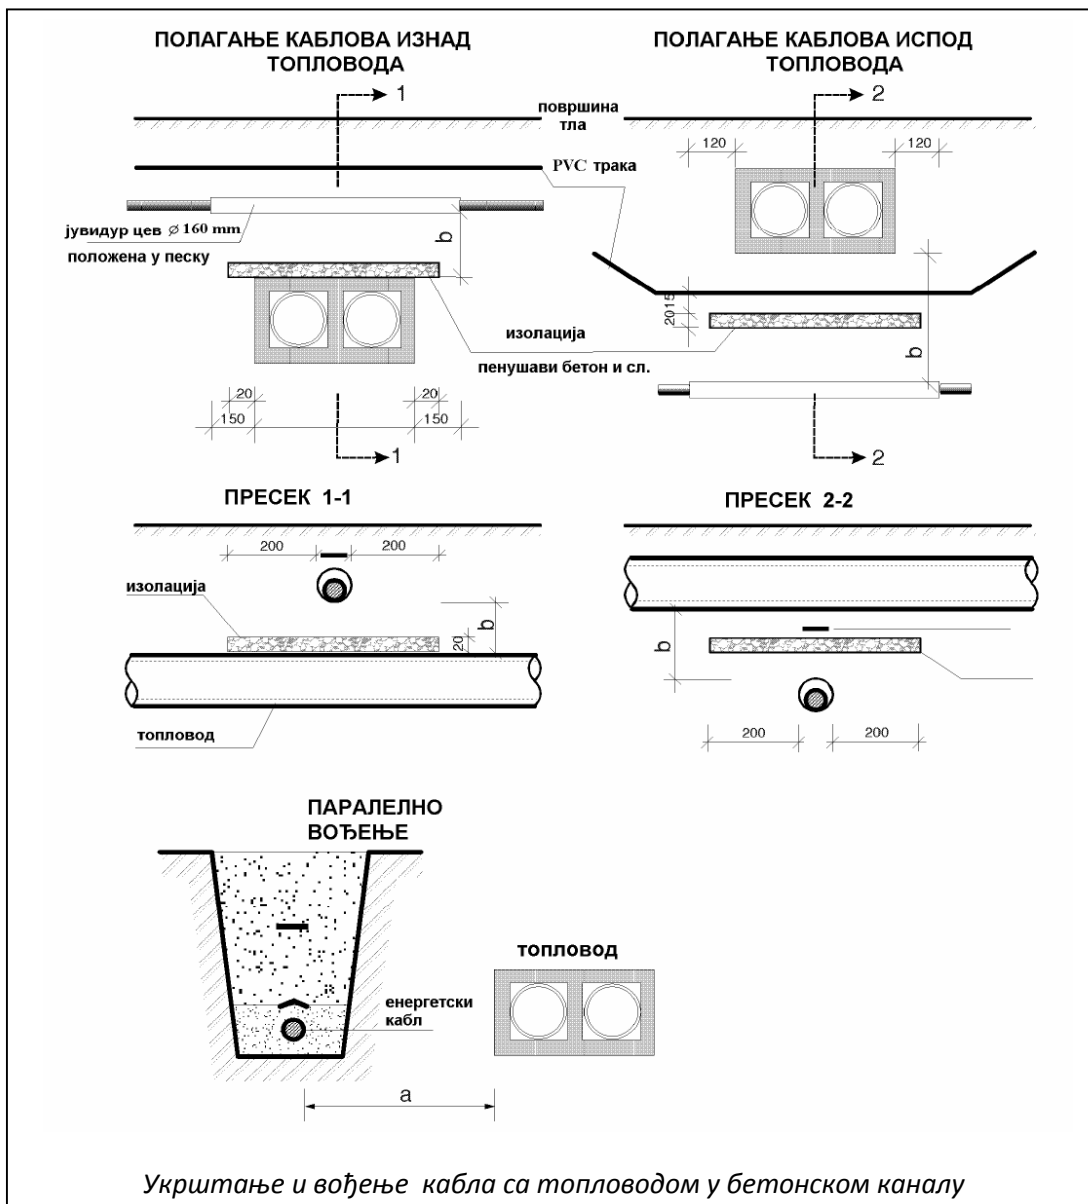 ПОЛАГАЊЕ КАБЛОВА ИЗНАД
ТОПЛОВОДА
1
јувидур цев ⌀ 160 mm
положена у песку
b
20
20
150
150
1
ПОЛАГАЊЕ КАБЛОВА ИСПОД
ТОПЛОВОДА
2
површина
тла
120
120
PVC трака
15
20
изолација
пенушави бетон и сл.
b
2
ПРЕСЕК 1-1
200
200
изолација
b
20
топловод
ПРЕСЕК 2-2
b
200
200
ПАРАЛЕЛНО
ВОЂЕЊЕ
топловод
енергетски
кабл
a
Укрштање и вођење кабла са топловодом у бетонском каналу